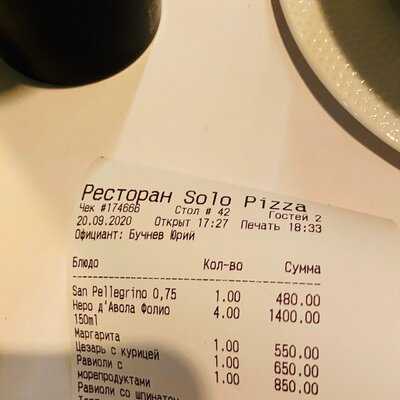 Ресторан Solo Pizza
Чек #174666 Стол # 42 Гостей 2
20.09.2020 Открыт 17:27 Печать 18:33
Официант: Бучнев Юрий
Блюдо Кол-во Сумма
San Pellegrino 0,75 1.00 480.00
Неро д'Авола Фолио 4.00 1400.00
150ml
Маргарита 1.00 550.00
Цезарь с курицей 1.00 650.00
Равиоли с 1.00 850.00
морепродуктами
Равиоли со шпинатом